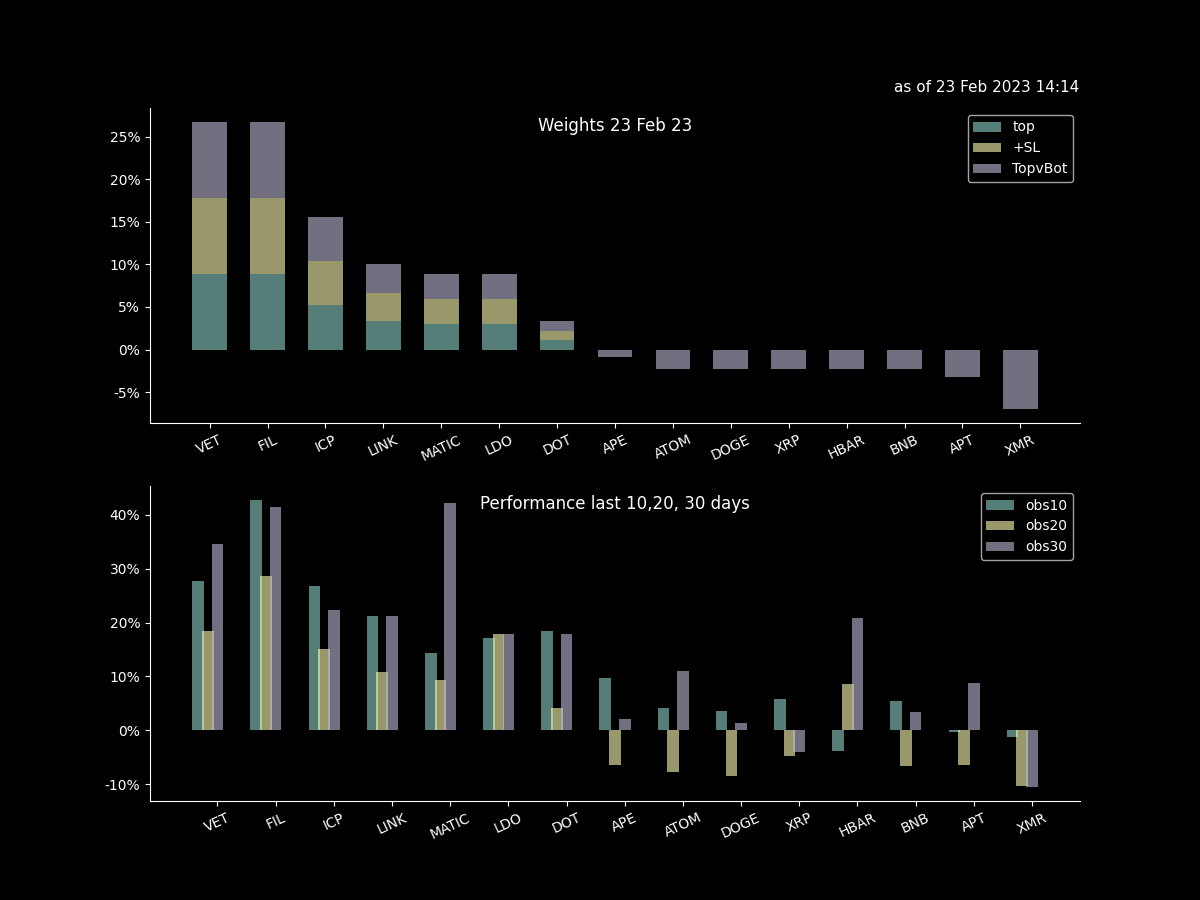 as of 23 Feb 2023 14:14
Weights 23 Feb 23
top
+SL
TopvBot
25%
20%
15%
10%
5%
0%
-5%
VET FIL ICP LINK MATIC LDO DOT APE ATOM DOGE XRP HBAR BNB APT XMR
Performance last 10,20, 30 days
obs10
obs20
obs30
40%
30%
20%
10%
0%
-10%
VET FIL ICP LINK MATIC LDO DOT APE ATOM DOGE XRP HBAR BNB APT XMR